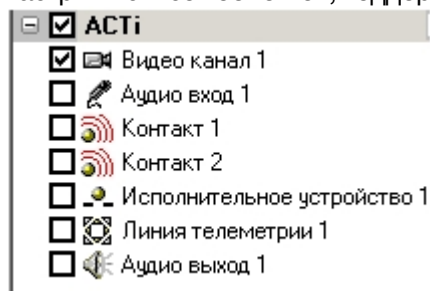 ACTi
Видео канал 1
Аудио вход 1
Контакт 1
Контакт 2
Исполнительное устройство 1
Линия телеметрии 1
Аудио выход 1